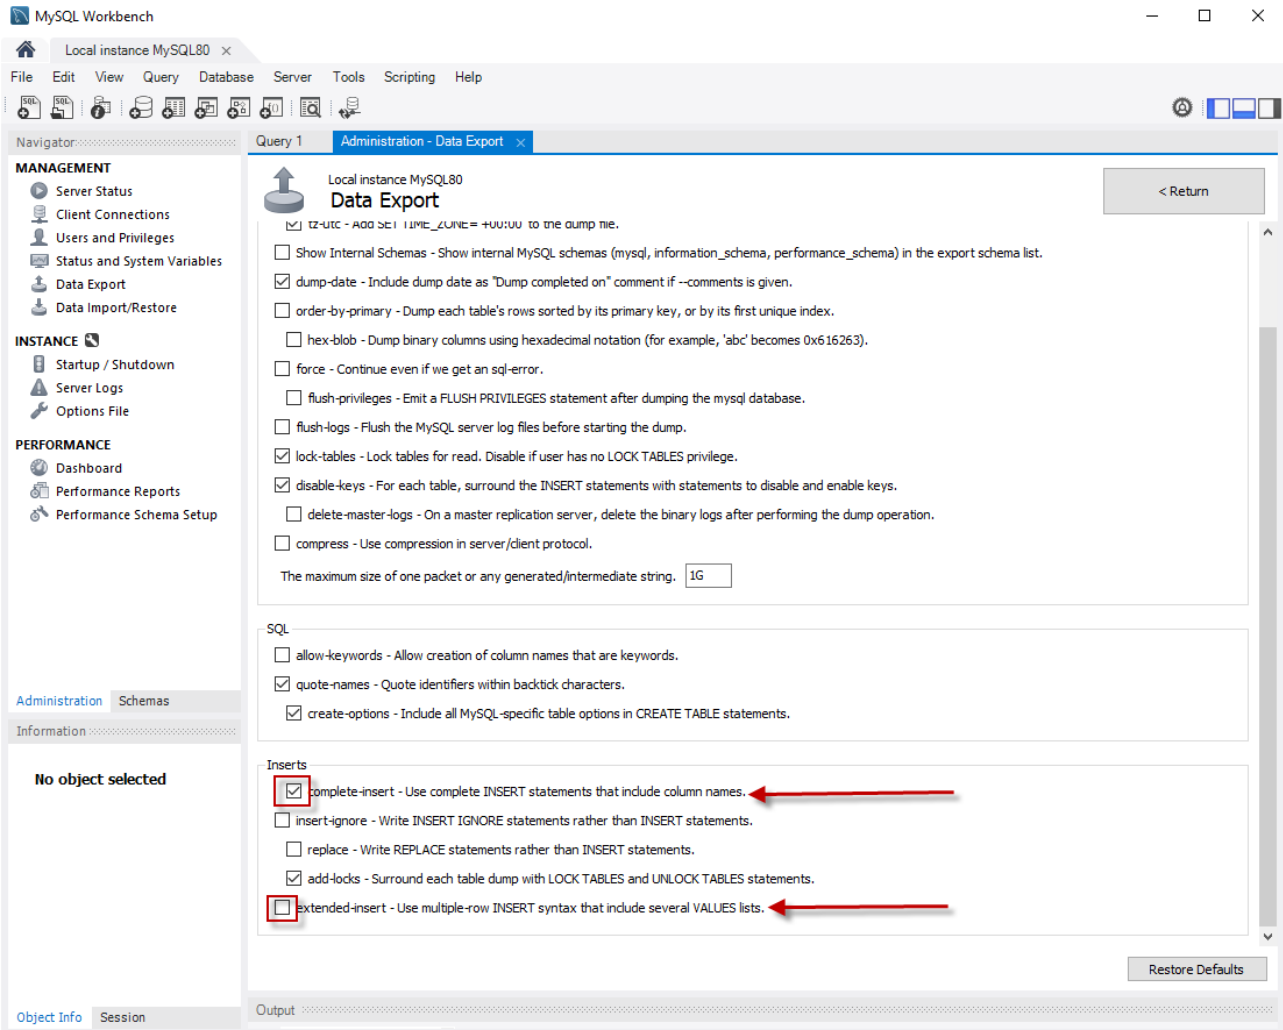 MySQL Workbench
Local instance MySQL80
File Edit View Query Database Server Tools Scripting Help
Navigator
MANAGEMENT
Server Status
Client Connections
Users and Privileges
Status and System Variables
Data Export
Data Import/Restore
INSTANCE
Startup / Shutdown
Server Logs
Options File
PERFORMANCE
Dashboard
Performance Reports
Performance Schema Setup
Administration Schemas
Information
No object selected
Object Info Session
Query 1 Administration - Data Export
Local instance MySQL80
Data Export
< Return
tz-utc - Add SET TIME_ZONE='+00:00' to the dump file.
Show Internal Schemas - Show internal MySQL schemas (mysql, information_schema, performance_schema) in the export schema list.
dump-date - Include dump date as "Dump completed on" comment if --comments is given.
order-by-primary - Dump each table's rows sorted by its primary key, or by its first unique index.
hex-blob - Dump binary columns using hexadecimal notation (for example, 'abc' becomes 0x616263).
force - Continue even if we get an sql-error.
flush-privileges - Emit a FLUSH PRIVILEGES statement after dumping the mysql database.
flush-logs - Flush the MySQL server log files before starting the dump.
lock-tables - Lock tables for read. Disable if user has no LOCK TABLES privilege.
disable-keys - For each table, surround the INSERT statements with statements to disable and enable keys.
delete-master-logs - On a master replication server, delete the binary logs after performing the dump operation.
compress - Use compression in server/client protocol.
The maximum size of one packet or any generated/intermediate string. 1G
SQL
allow-keywords - Allow creation of column names that are keywords.
quote-names - Quote identifiers within backtick characters.
create-options - Include all MySQL-specific table options in CREATE TABLE statements.
Inserts
complete-insert - Use complete INSERT statements that include column names.
insert-ignore - Write INSERT IGNORE statements rather than INSERT statements.
replace - Write REPLACE statements rather than INSERT statements.
add-locks - Surround each table dump with LOCK TABLES and UNLOCK TABLES statements.
extended-insert - Use multiple-row INSERT syntax that include several VALUES lists.
Restore Defaults
Output